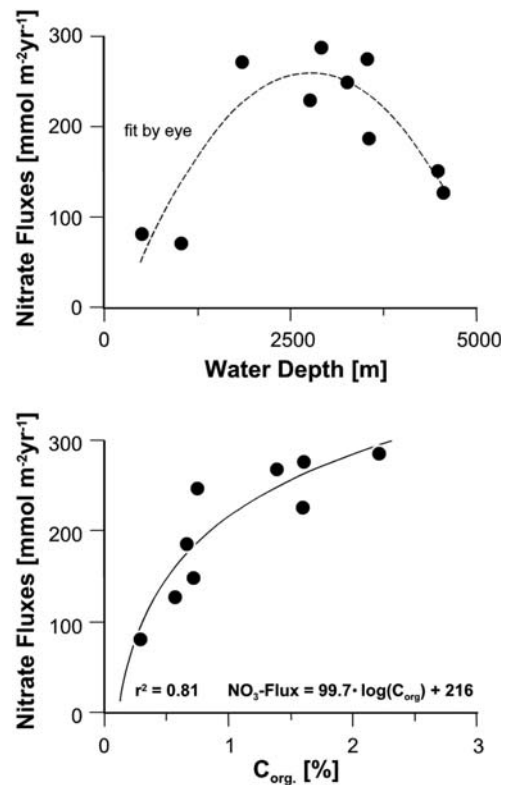 Nitrate Fluxes [mmol m⁻²yr⁻¹]
300
200
100
0
fit by eye
0
2500
5000
Water Depth [m]
Nitrate Fluxes [mmol m⁻²yr⁻¹]
300
200
100
0
r² = 0.81 NO₃-Flux = 99.7· log(Cₒᵣg) + 216
0
1
2
3
Cₒᵣg. [%]